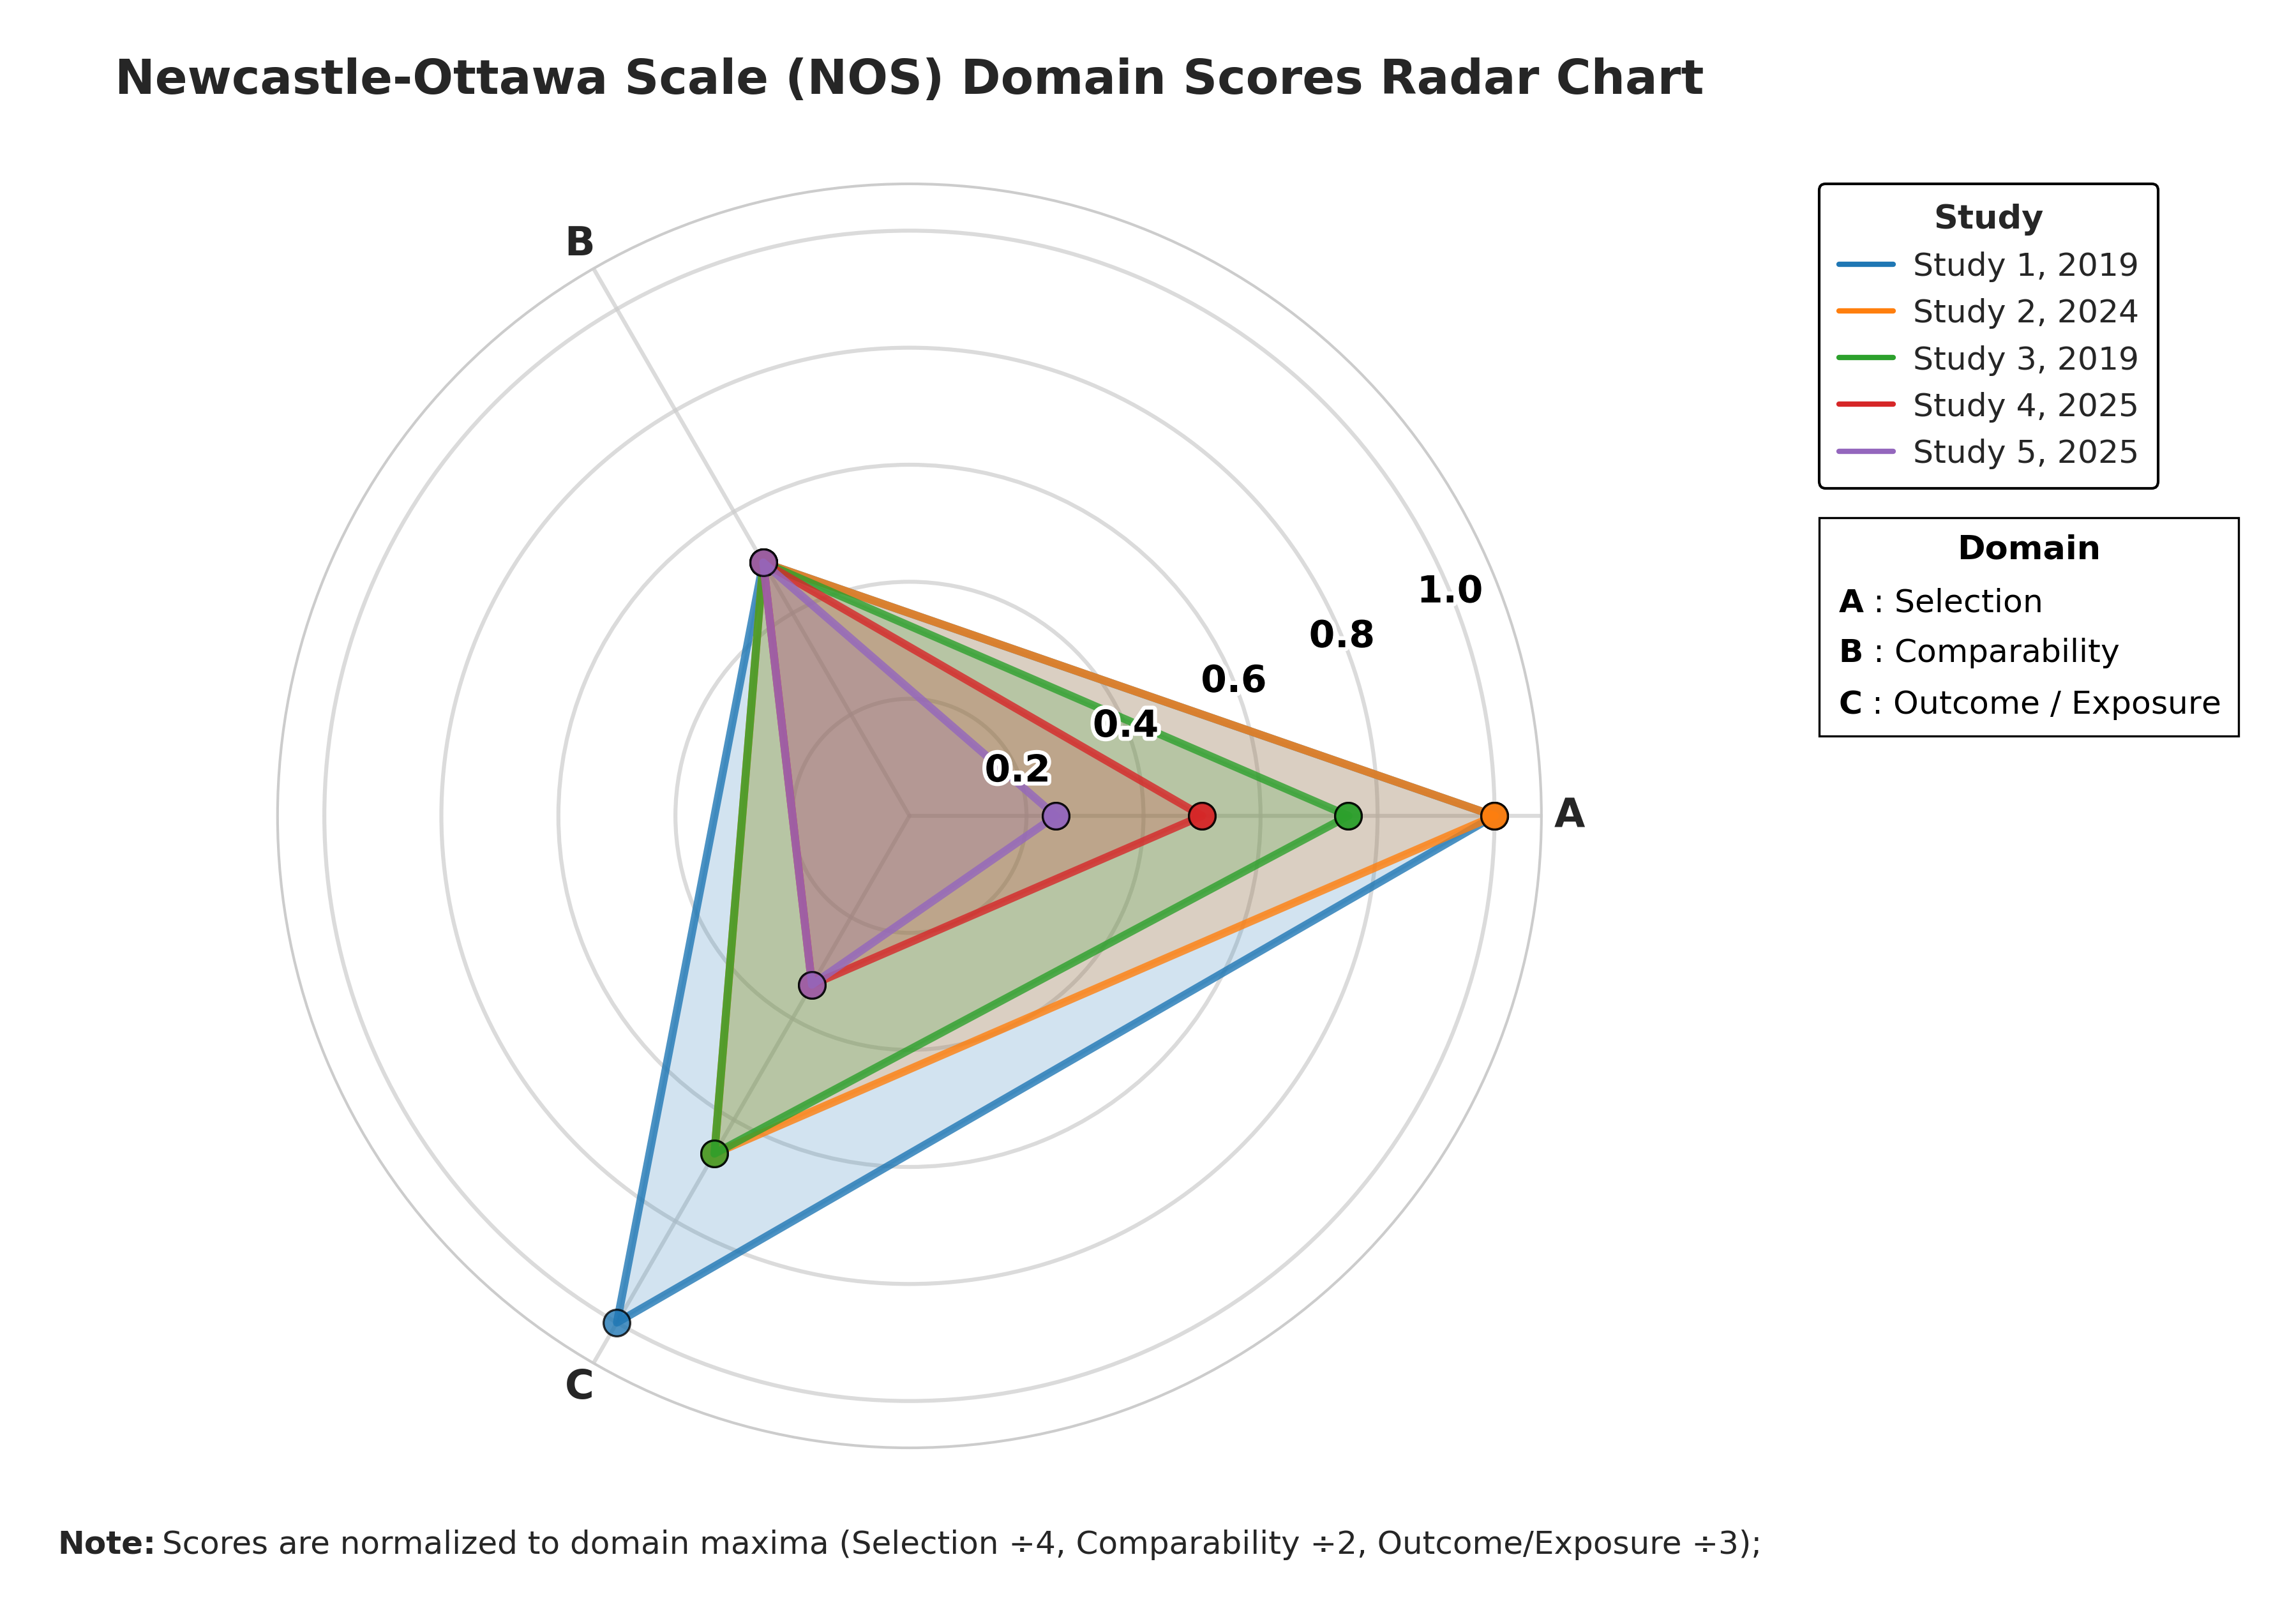 Newcastle-Ottawa Scale (NOS) Domain Scores Radar Chart
Study
Study 1, 2019
Study 2, 2024
Study 3, 2019
Study 4, 2025
Study 5, 2025
Domain
A : Selection
B : Comparability
C : Outcome / Exposure
B
1.0
0.8
0.6
0.4
0.2
A
C
Note: Scores are normalized to domain maxima (Selection ÷4, Comparability ÷2, Outcome/Exposure ÷3);